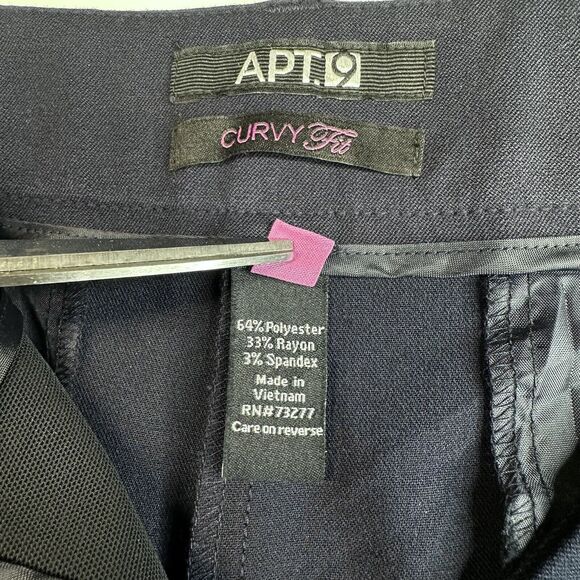 APT.9
CURVY Fit
64% Polyester
33% Rayon
3% Spandex
Made in
Vietnam
RN#73277
Care on reverse